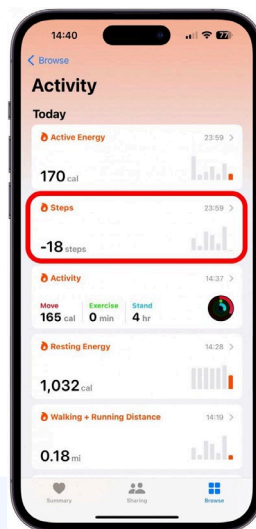 14:40
77
Browse
Activity
Today
Active Energy 23:59
170 cal
Steps 23:59
-18 steps
Activity 14:37
Move Exercise Stand
165 cal 0 min 4 hr
Resting Energy 14:28
1,032 cal
Walking + Running Distance 14:19
0.18 mi
Summary Sharing Browse